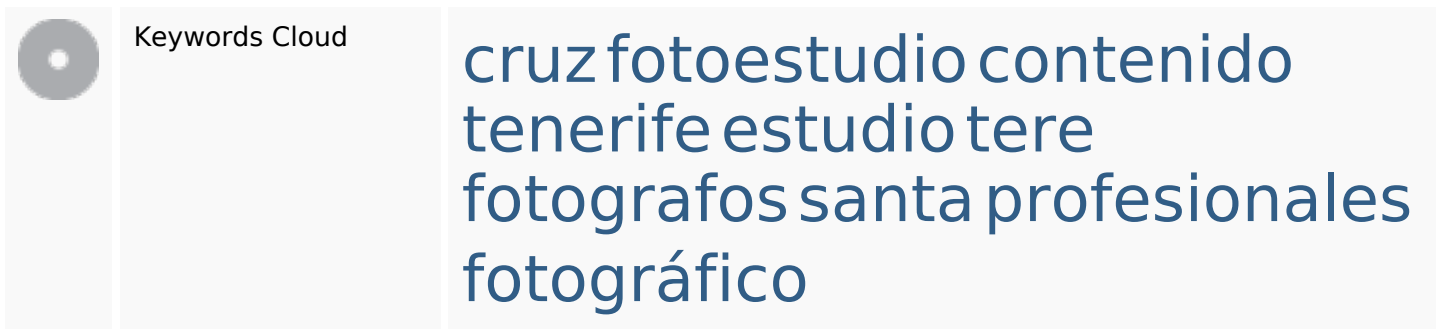 Keywords Cloud
cruz fotoestudio contenido
tenerife estudio tere
fotografos santa profesionales
fotográfico